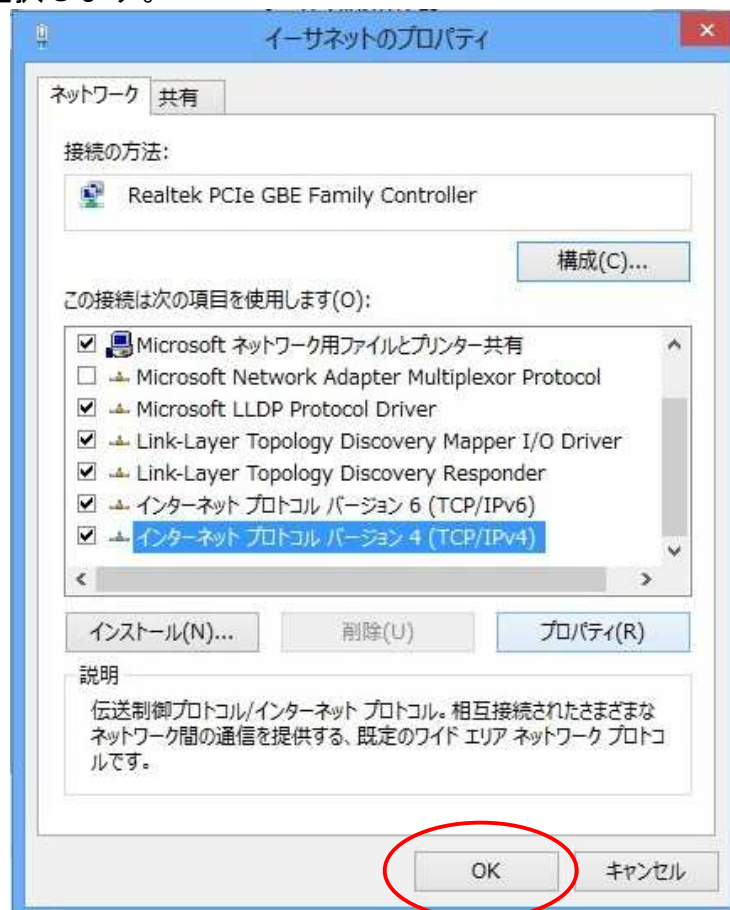 択します。
イーサネットのプロパティ
ネットワーク 共有
接続の方法:
Realtek PCIe GBE Family Controller
構成(C)...
この接続は次の項目を使用します(O):
Microsoft ネットワーク用ファイルとプリンター共有
Microsoft Network Adapter Multiplexor Protocol
Microsoft LLDP Protocol Driver
Link-Layer Topology Discovery Mapper I/O Driver
Link-Layer Topology Discovery Responder
インターネット プロトコル バージョン 6 (TCP/IPv6)
インターネット プロトコル バージョン 4 (TCP/IPv4)
インストール(N)... 削除(U) プロパティ(R)
説明
伝送制御プロトコル/インターネット プロトコル。相互接続されたさまざまな
ネットワーク間の通信を提供する、既定のワイド エリア ネットワーク プロトコ
ルです。
OK キャンセル